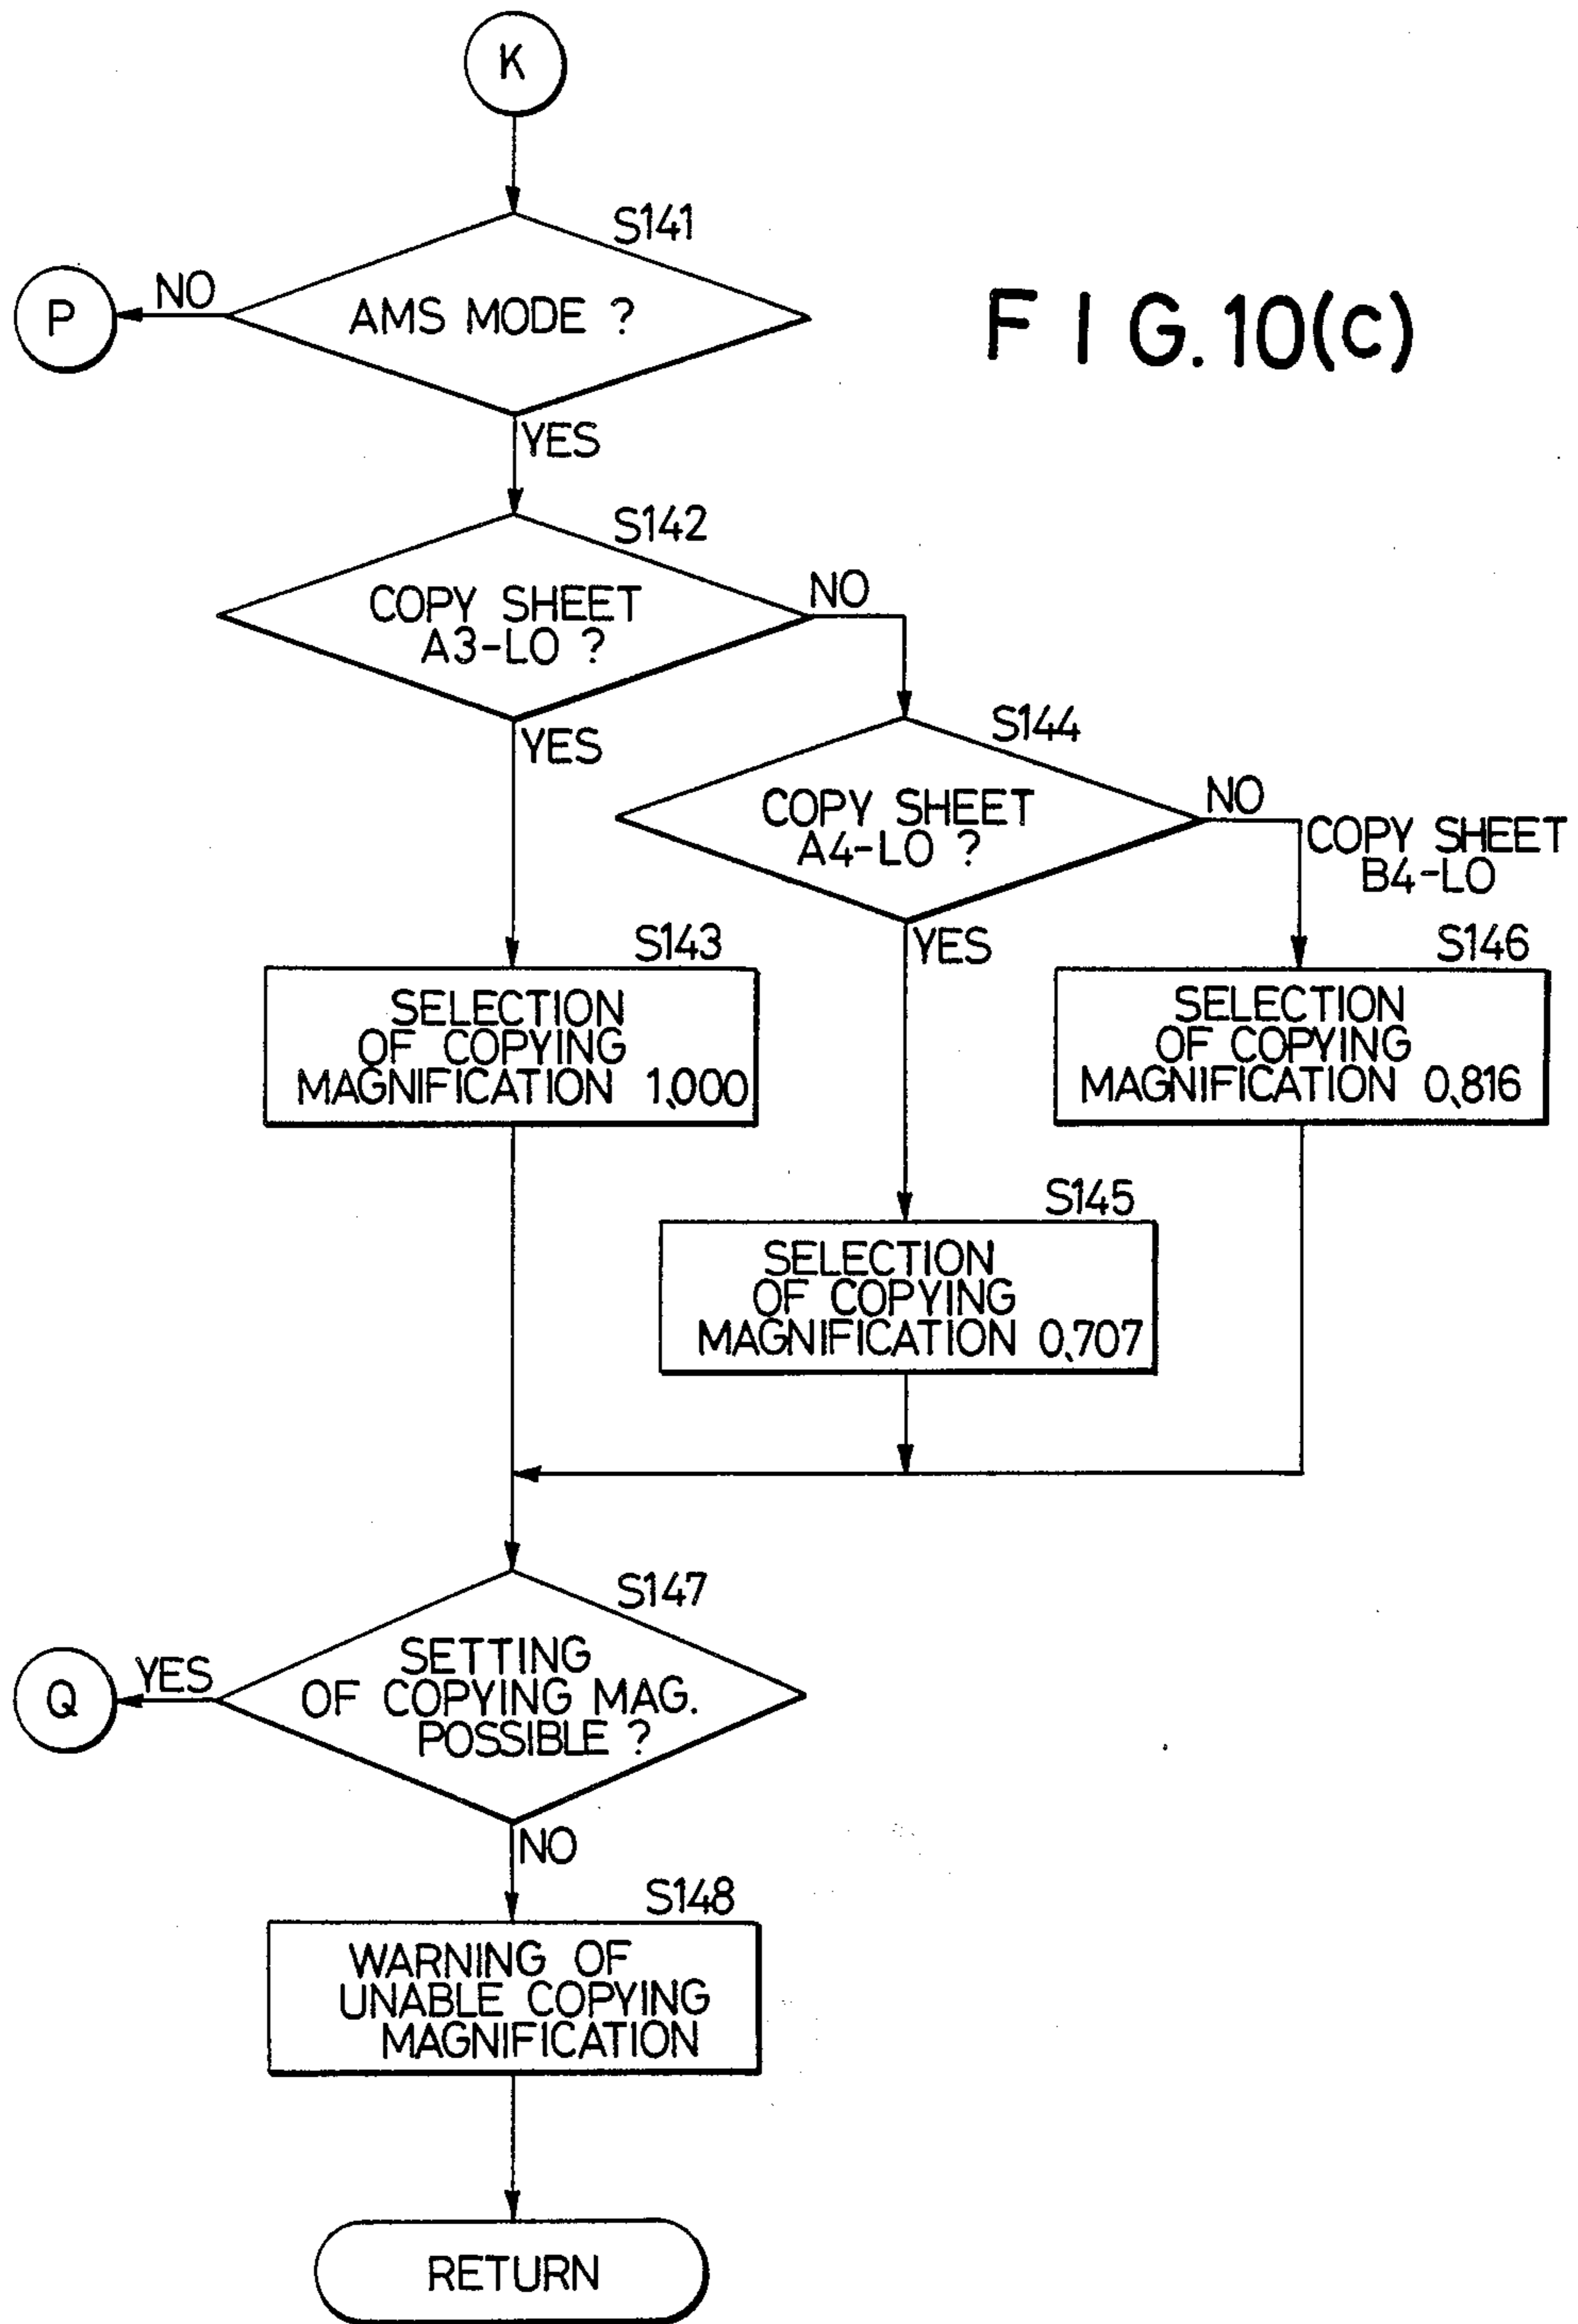 K
S141
P
NO
AMS MODE ?
F I G.10(c)
YES
S142
COPY SHEET
A3-LO ?
NO
YES
S144
COPY SHEET
A4-LO ?
NO
COPY SHEET
B4-LO
YES
S143
SELECTION
OF COPYING
MAGNIFICATION 1,000
S146
SELECTION
OF COPYING
MAGNIFICATION 0,816
S145
SELECTION
OF COPYING
MAGNIFICATION 0,707
S147
Q
YES
SETTING
OF COPYING MAG.
POSSIBLE ?
NO
S148
WARNING OF
UNABLE COPYING
MAGNIFICATION
RETURN